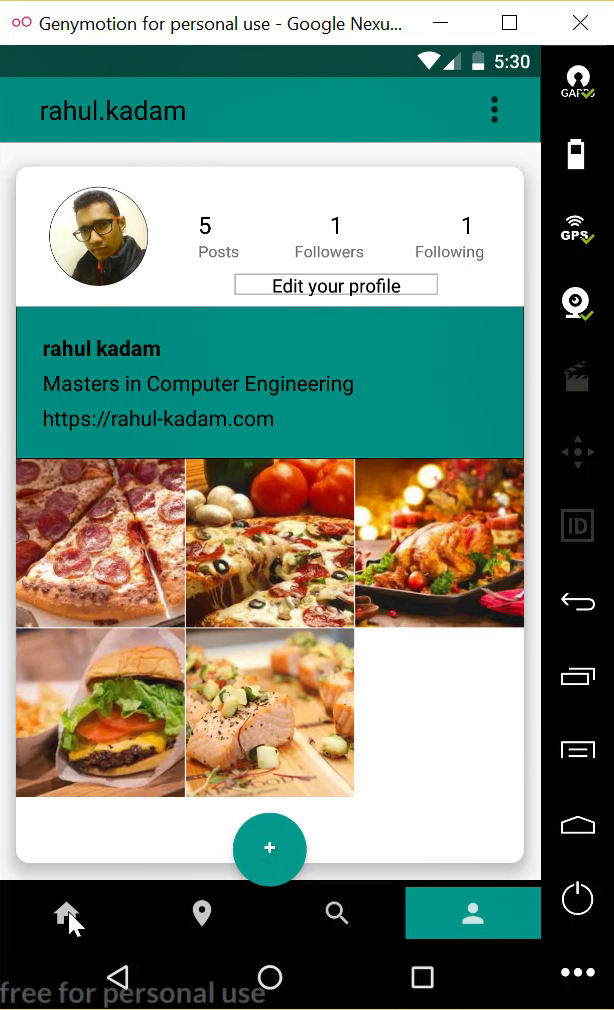 Genymotion for personal use - Google Nexu...
5:30
GAPPS
rahul.kadam
5 1 1
Posts Followers Following
GPS
Edit your profile
rahul kadam
Masters in Computer Engineering
https://rahul-kadam.com
ID
+
free for personal use